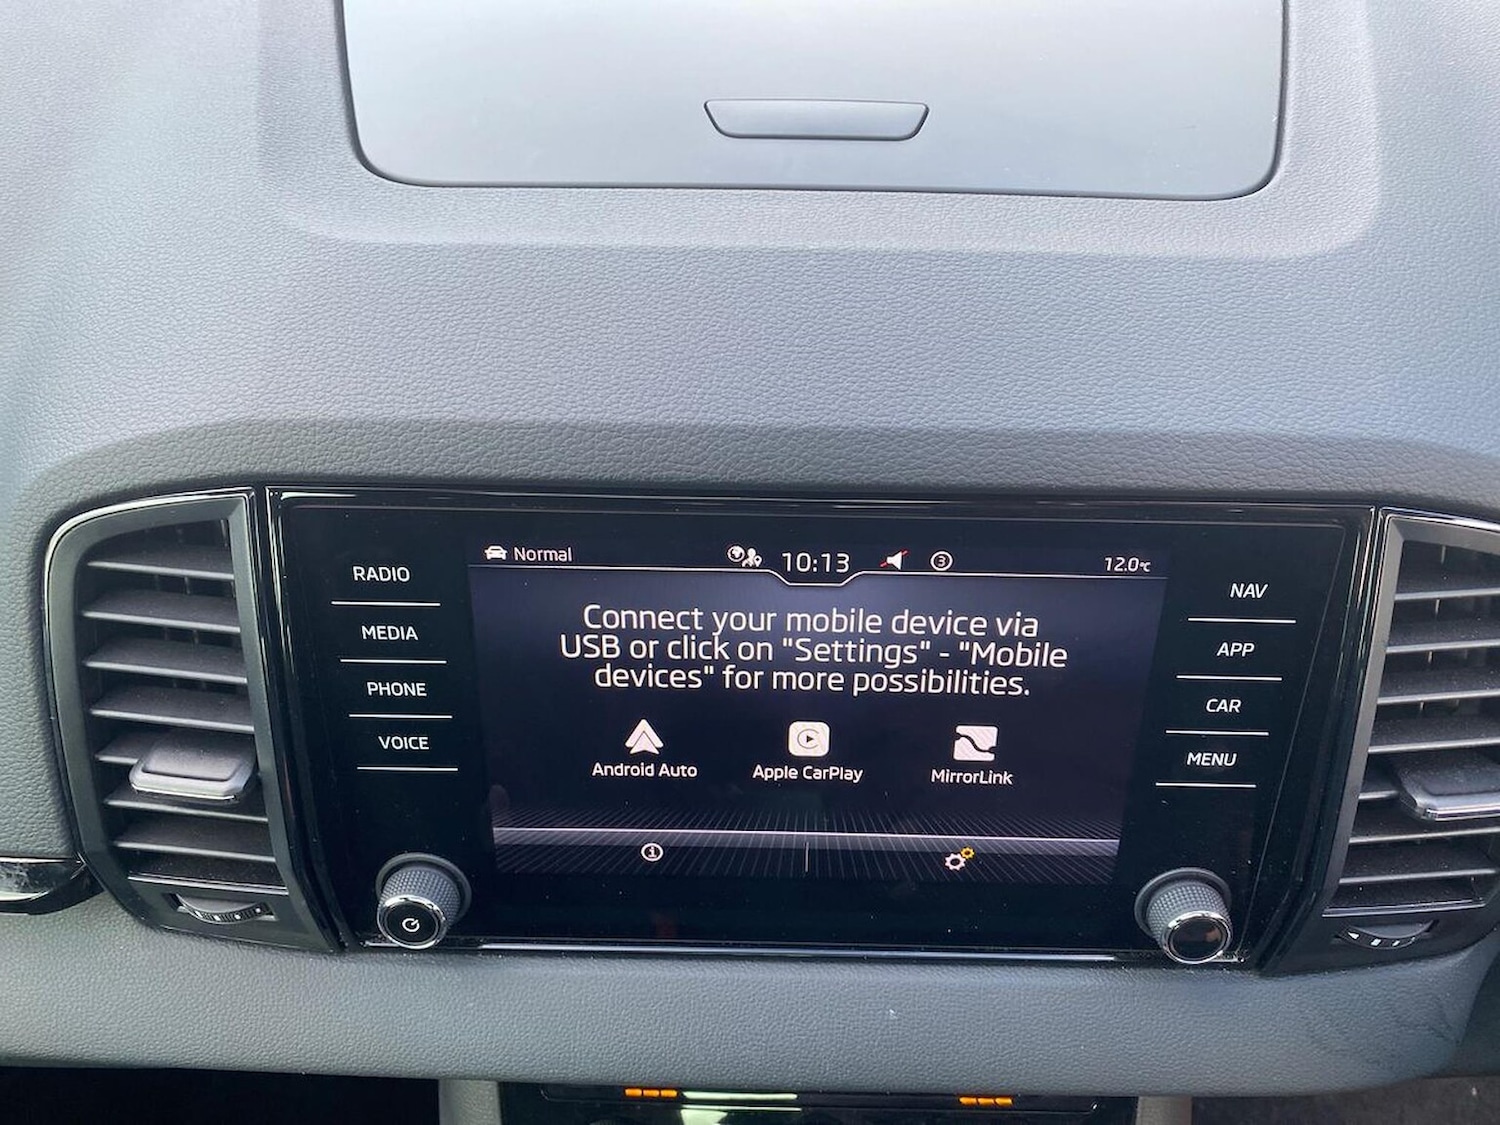 Normal
10:13
3
12.0°C
RADIO
MEDIA
PHONE
VOICE
Connect your mobile device via
USB or click on "Settings" - "Mobile
devices" for more possibilities.
Android Auto
Apple CarPlay
MirrorLink
NAV
APP
CAR
MENU